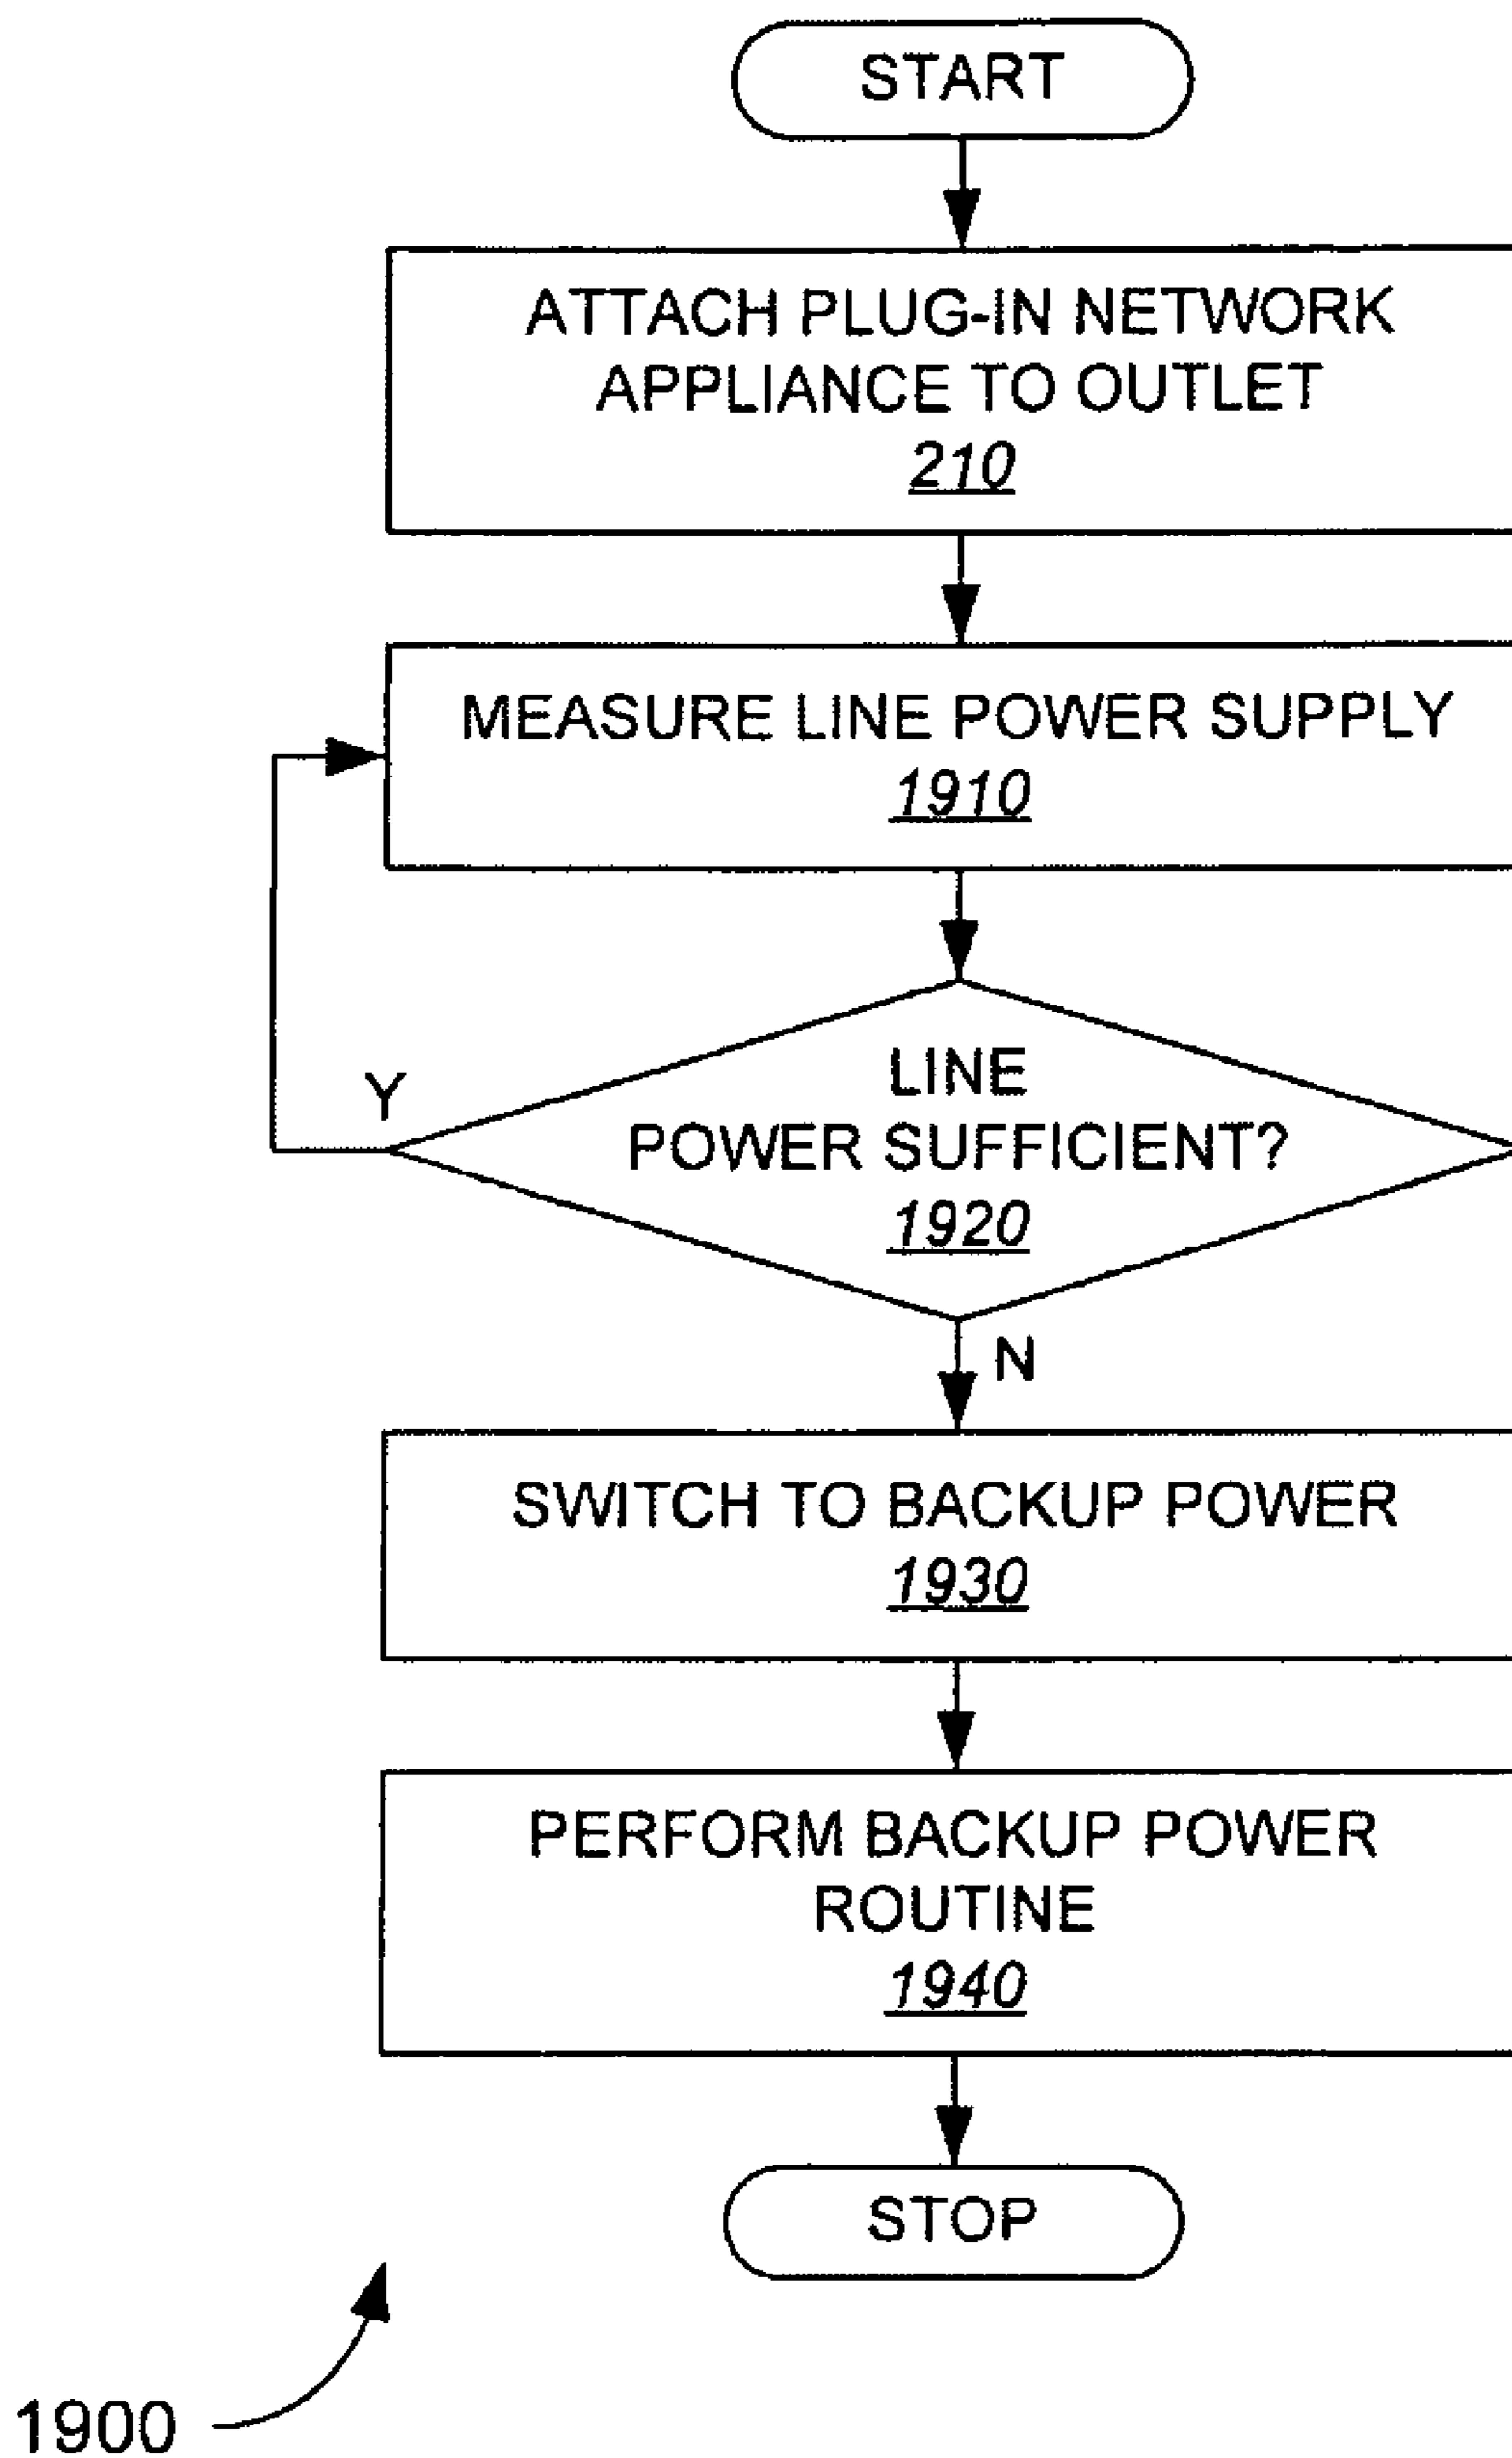 START
ATTACH PLUG-IN NETWORK
APPLIANCE TO OUTLET
210
MEASURE LINE POWER SUPPLY
1910
Y
LINE
POWER SUFFICIENT?
1920
N
SWITCH TO BACKUP POWER
1930
PERFORM BACKUP POWER
ROUTINE
1940
STOP
1900